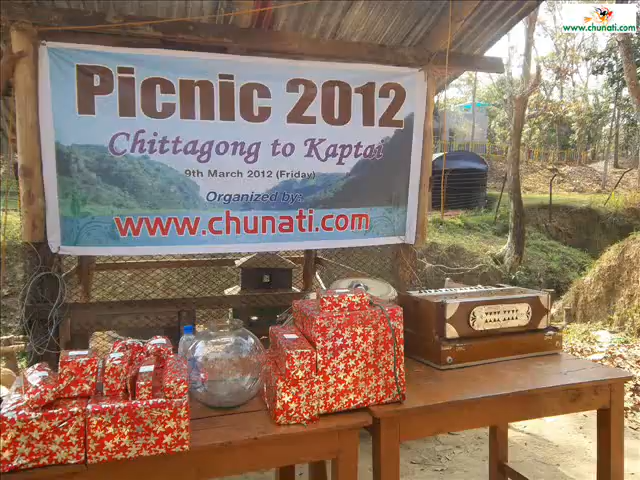 www.chunati.com
Picnic 2012
Chittagong to Kaptai
9th March 2012 (Friday)
Organized by:
www.chunati.com